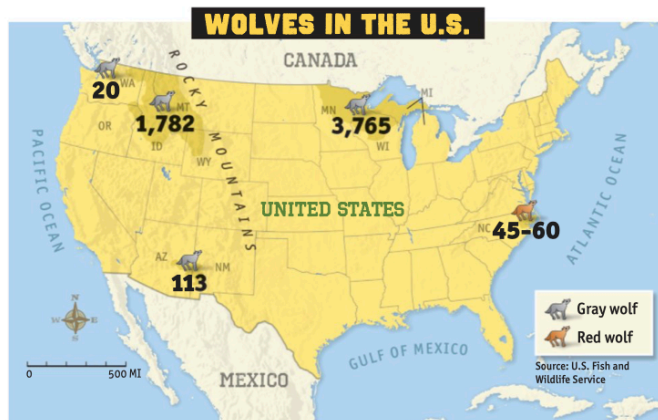 WOLVES IN THE U.S.
CANADA
ROCKY MOUNTAINS
WA
20
MT
1,782
OR
ID
WY
MN
MI
3,765
WI
PACIFIC OCEAN
ATLANTIC OCEAN
UNITED STATES
NC
45-60
AZ
NM
113
N
W
E
S
0
500 MI
MEXICO
GULF OF MEXICO
Gray wolf
Red wolf
Source: U.S. Fish and
Wildlife Service